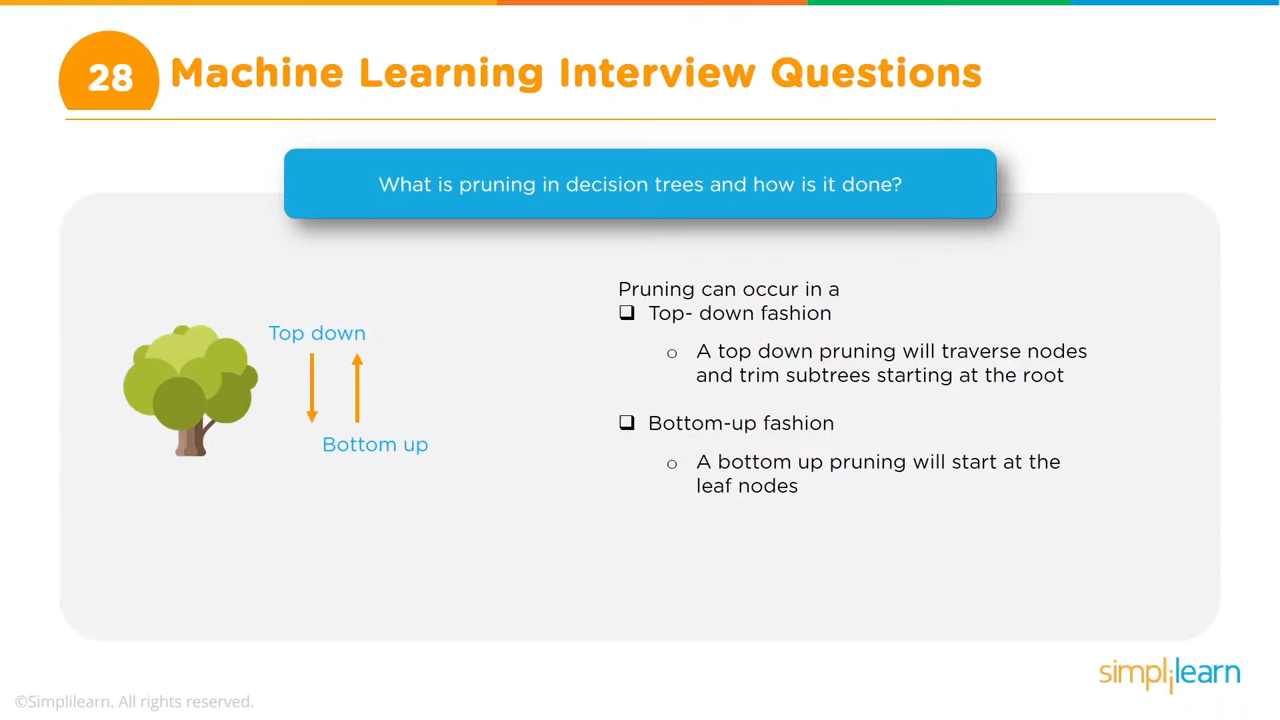 28
Machine Learning Interview Questions
What is pruning in decision trees and how is it done?
Top down
Bottom up
Pruning can occur in a
❑ Top- down fashion
o A top down pruning will traverse nodes
and trim subtrees starting at the root
❑ Bottom-up fashion
o A bottom up pruning will start at the
leaf nodes
simplilearn
©Simplilearn. All rights reserved.